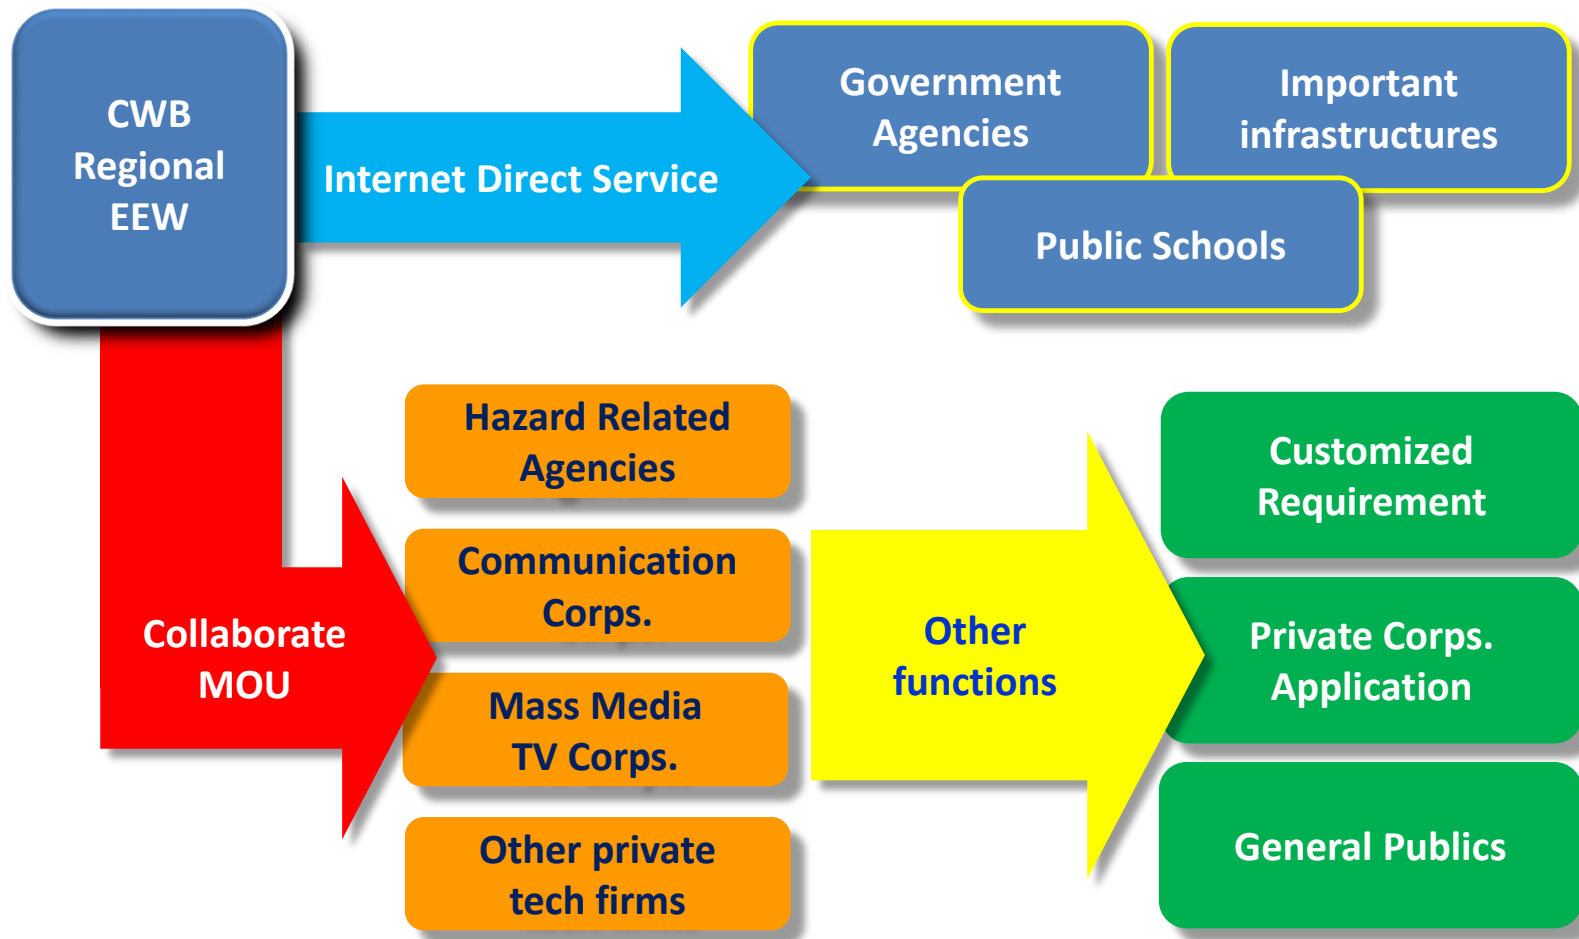 CWB
Regional
EEW
Internet Direct Service
Government
Agencies
Important
infrastructures
Public Schools
Collaborate
MOU
Hazard Related
Agencies
Communication
Corps.
Mass Media
TV Corps.
Other private
tech firms
Other
functions
Customized
Requirement
Private Corps.
Application
General Publics